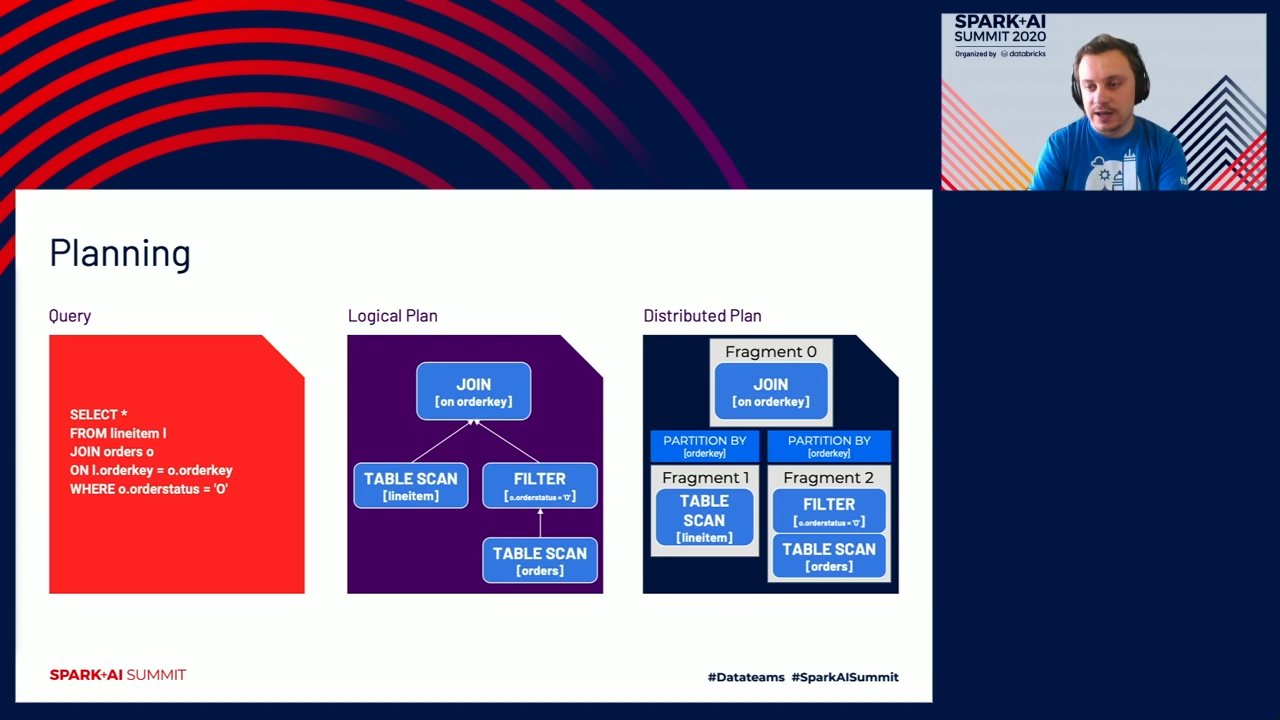 SPARK+AI
SUMMIT 2020
Organized by databricks
Planning
Query
SELECT *
FROM lineitem l
JOIN orders o
ON l.orderkey = o.orderkey
WHERE o.orderstatus = 'O'
Logical Plan
JOIN
[on orderkey]
TABLE SCAN
[lineitem]
FILTER
[o.orderstatus = 'O']
TABLE SCAN
[orders]
Distributed Plan
Fragment 0
JOIN
[on orderkey]
PARTITION BY
[orderkey]
PARTITION BY
[orderkey]
Fragment 1
TABLE
SCAN
[lineitem]
Fragment 2
FILTER
[o.orderstatus = 'O']
TABLE SCAN
[orders]
SPARK+AI SUMMIT
#Datateams #SparkAISummit